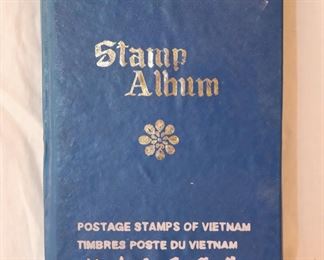 Stamp
Album
POSTAGE STAMPS OF VIETNAM
TIMBRES POSTE DU VIETNAM